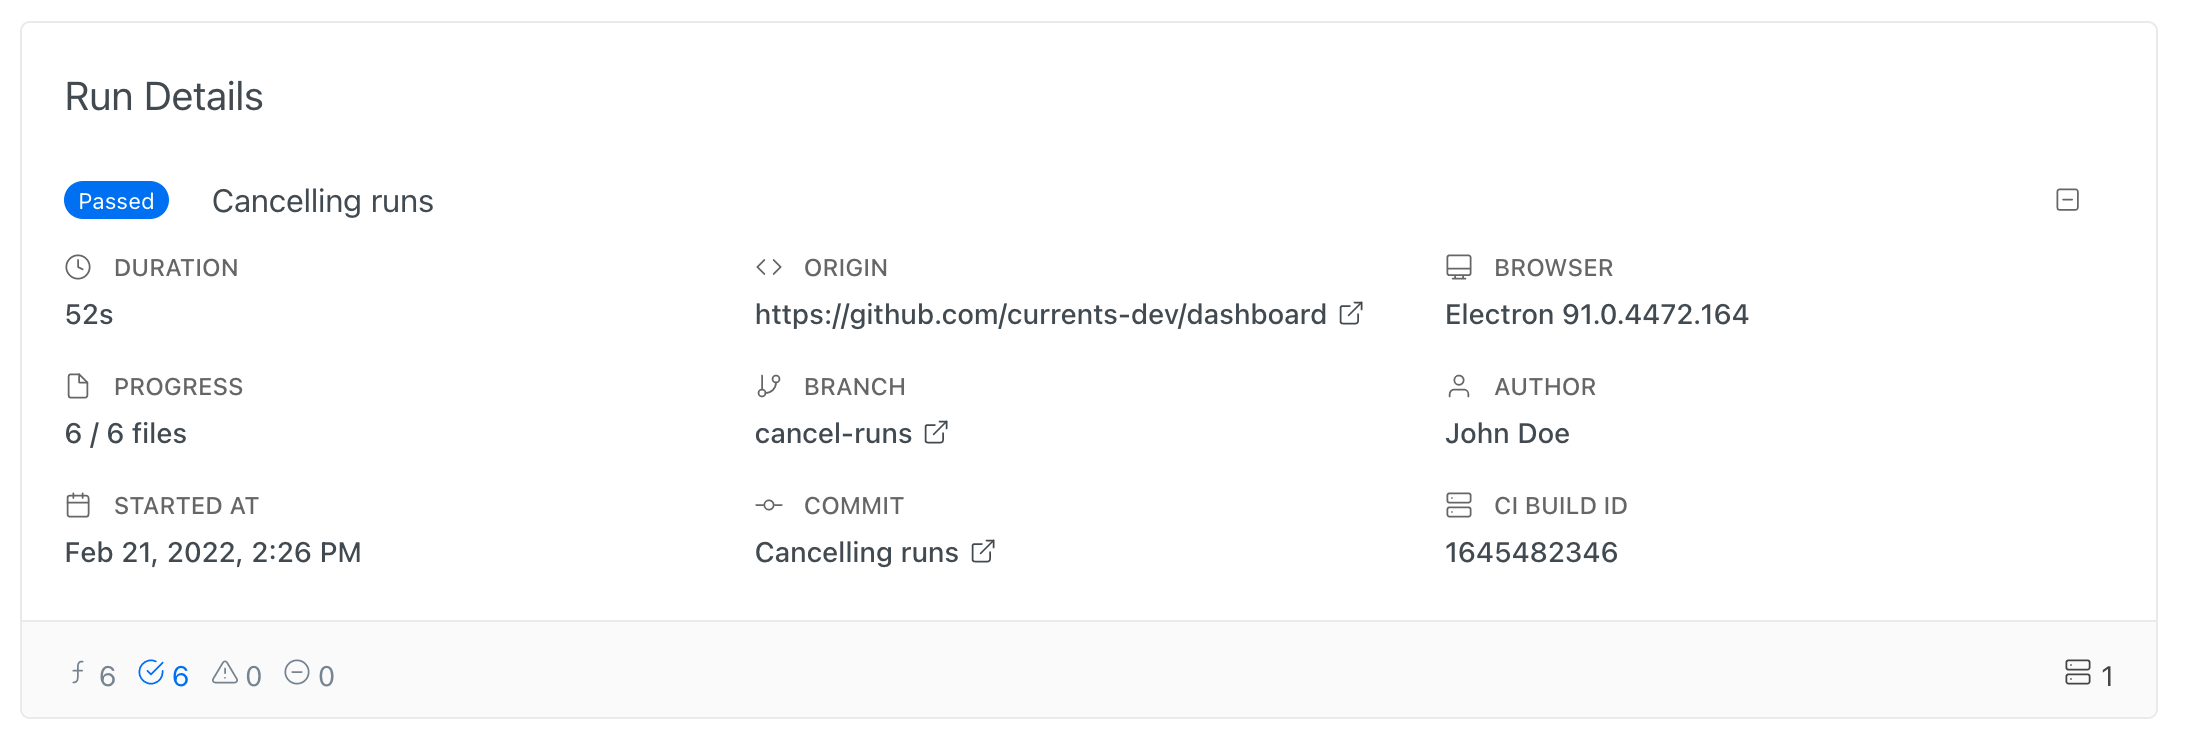 Run Details
Passed Cancelling runs
DURATION
52s
ORIGIN
https://github.com/currents-dev/dashboard
BROWSER
Electron 91.0.4472.164
PROGRESS
6 / 6 files
BRANCH
cancel-runs
AUTHOR
John Doe
STARTED AT
Feb 21, 2022, 2:26 PM
COMMIT
Cancelling runs
CI BUILD ID
1645482346
6 6 0 0 1